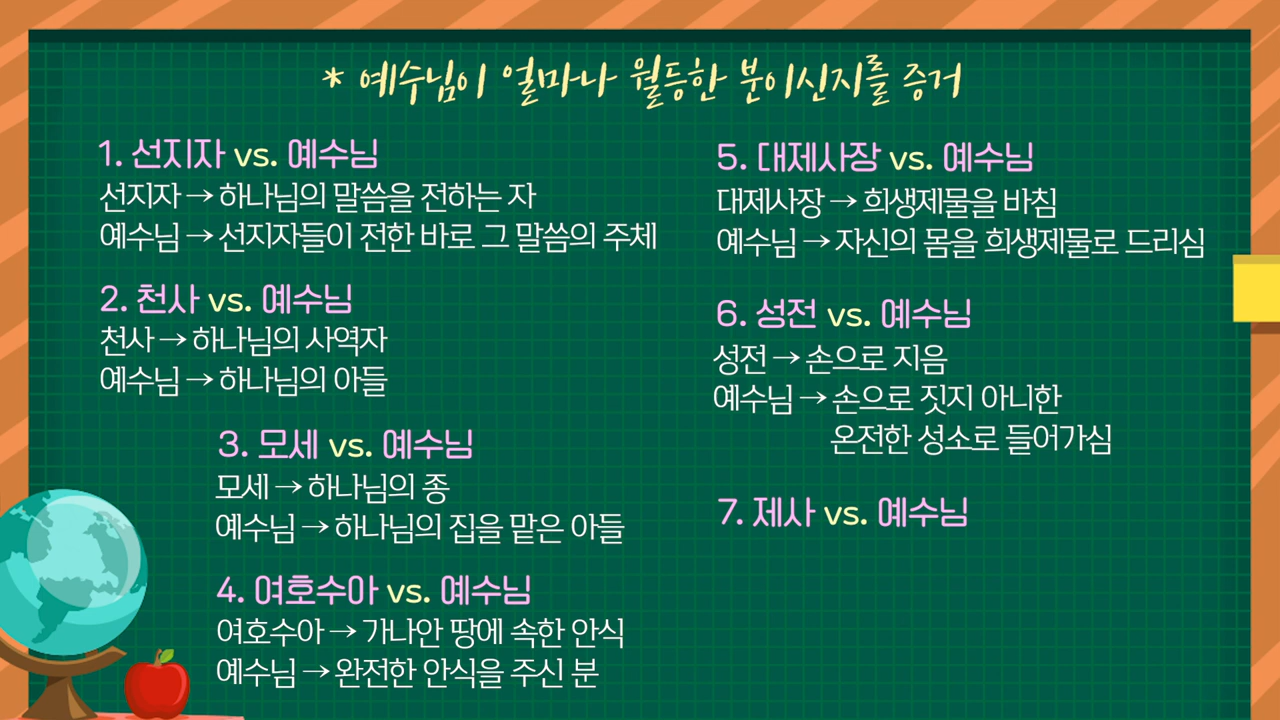 * 예수님이 얼마나 월등한 분이신지를 증거
1. 선지자 vs. 예수님
선지자 → 하나님의 말씀을 전하는 자
예수님 → 선지자들이 전한 바로 그 말씀의 주체
2. 천사 vs. 예수님
천사 → 하나님의 사역자
예수님 → 하나님의 아들
3. 모세 vs. 예수님
모세 → 하나님의 종
예수님 → 하나님의 집을 맡은 아들
4. 여호수아 vs. 예수님
여호수아 → 가나안 땅에 속한 안식
예수님 → 완전한 안식을 주신 분
5. 대제사장 vs. 예수님
대제사장 → 희생제물을 바침
예수님 → 자신의 몸을 희생제물로 드리심
6. 성전 vs. 예수님
성전 → 손으로 지음
예수님 → 손으로 짓지 아니한
온전한 성소로 들어가심
7. 제사 vs. 예수님